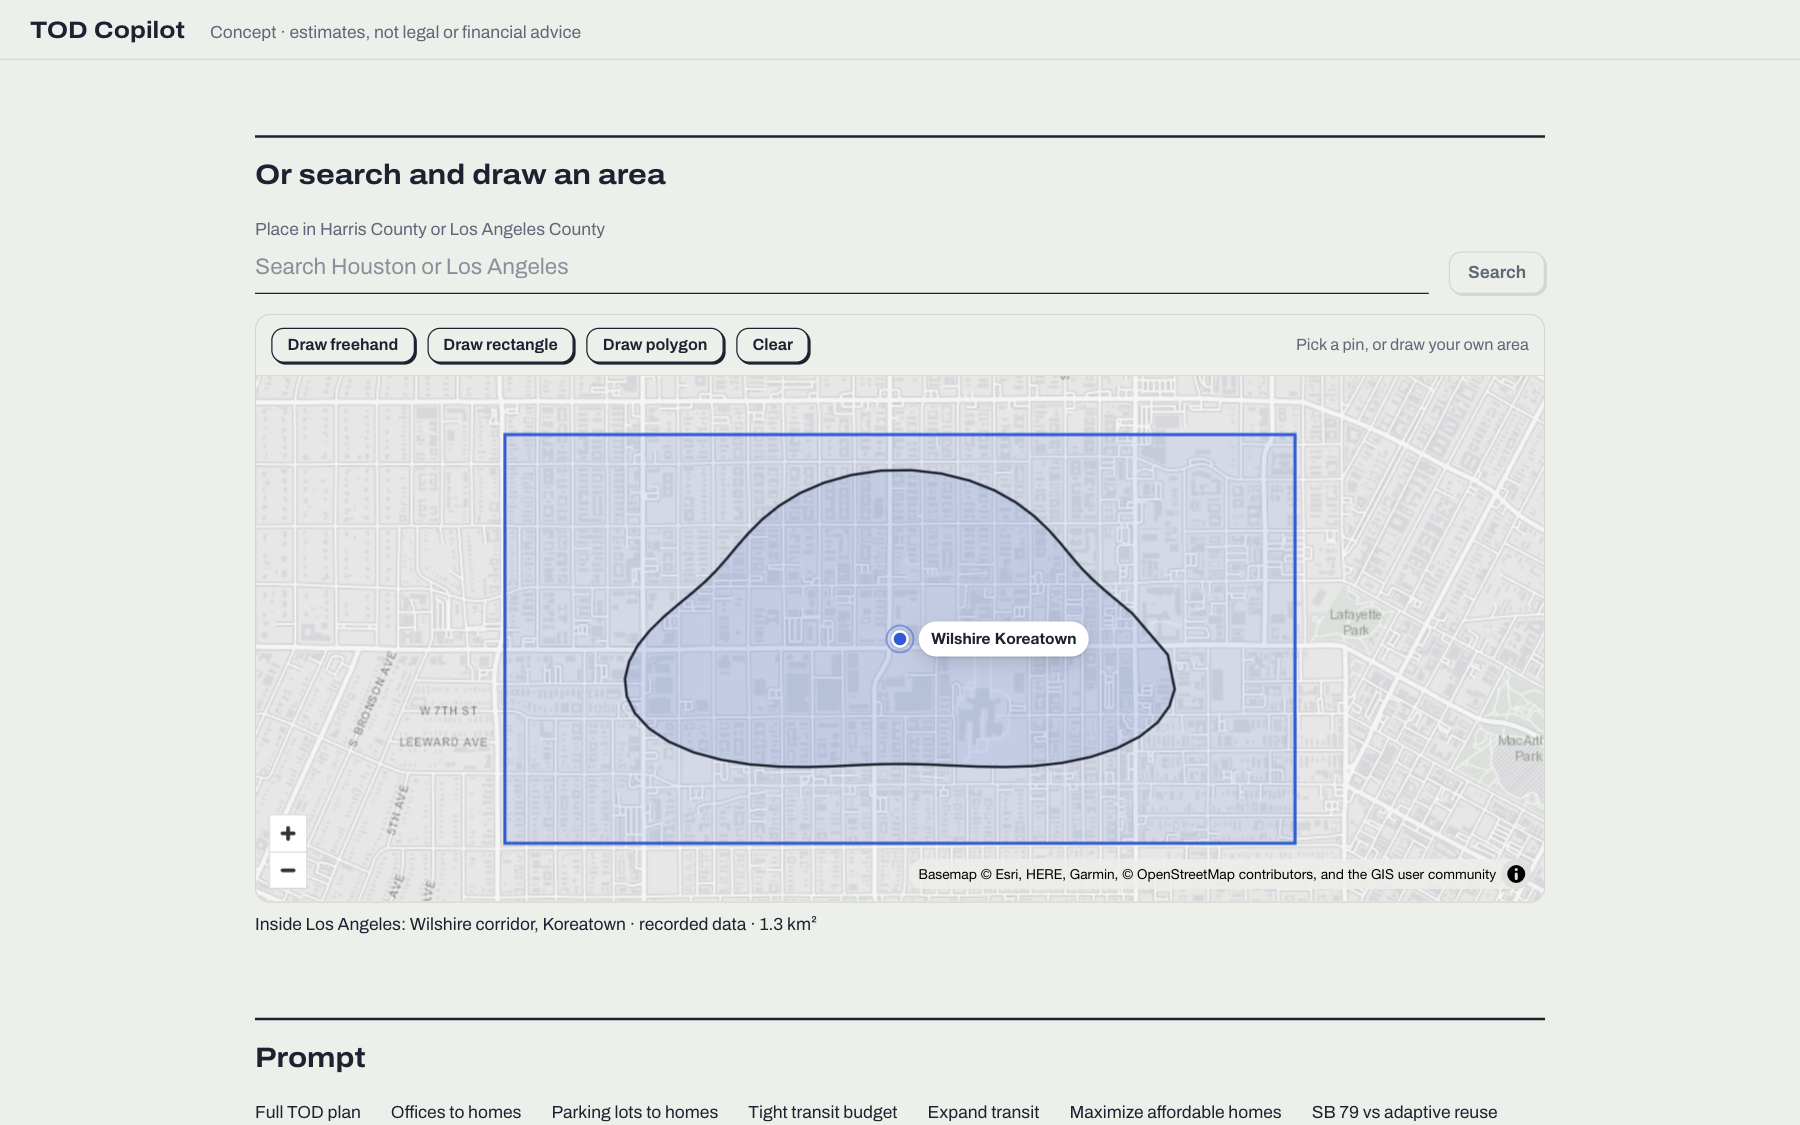 TOD Copilot
Concept · estimates, not legal or financial advice
Or search and draw an area
Place in Harris County or Los Angeles County
Search Houston or Los Angeles
Search
Draw freehand
Draw rectangle
Draw polygon
Clear
Pick a pin, or draw your own area
Lafayette
Park
Wilshire Koreatown
S BRONSON AVE
W 7TH ST
LEEWARD AVE
MacArt
Park
5TH AVE
AVE
AVE
+
−
Basemap © Esri, HERE, Garmin, © OpenStreetMap contributors, and the GIS user community
Inside Los Angeles: Wilshire corridor, Koreatown · recorded data · 1.3 km²
Prompt
Full TOD plan
Offices to homes
Parking lots to homes
Tight transit budget
Expand transit
Maximize affordable homes
SB 79 vs adaptive reuse